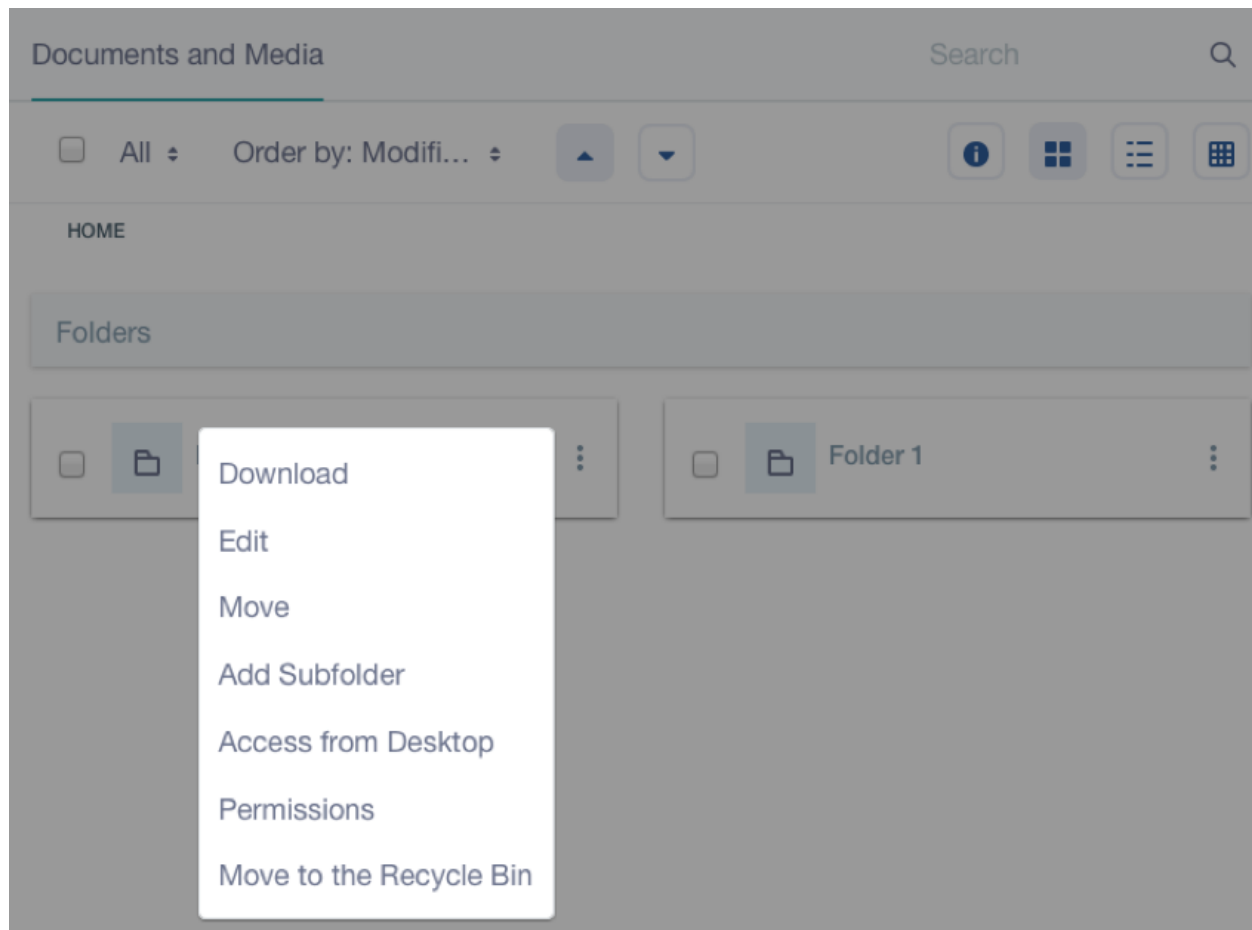 Documents and Media Search
All Order by: Modifi...
HOME
Folders
Folder 1
Download
Edit
Move
Add Subfolder
Access from Desktop
Permissions
Move to the Recycle Bin